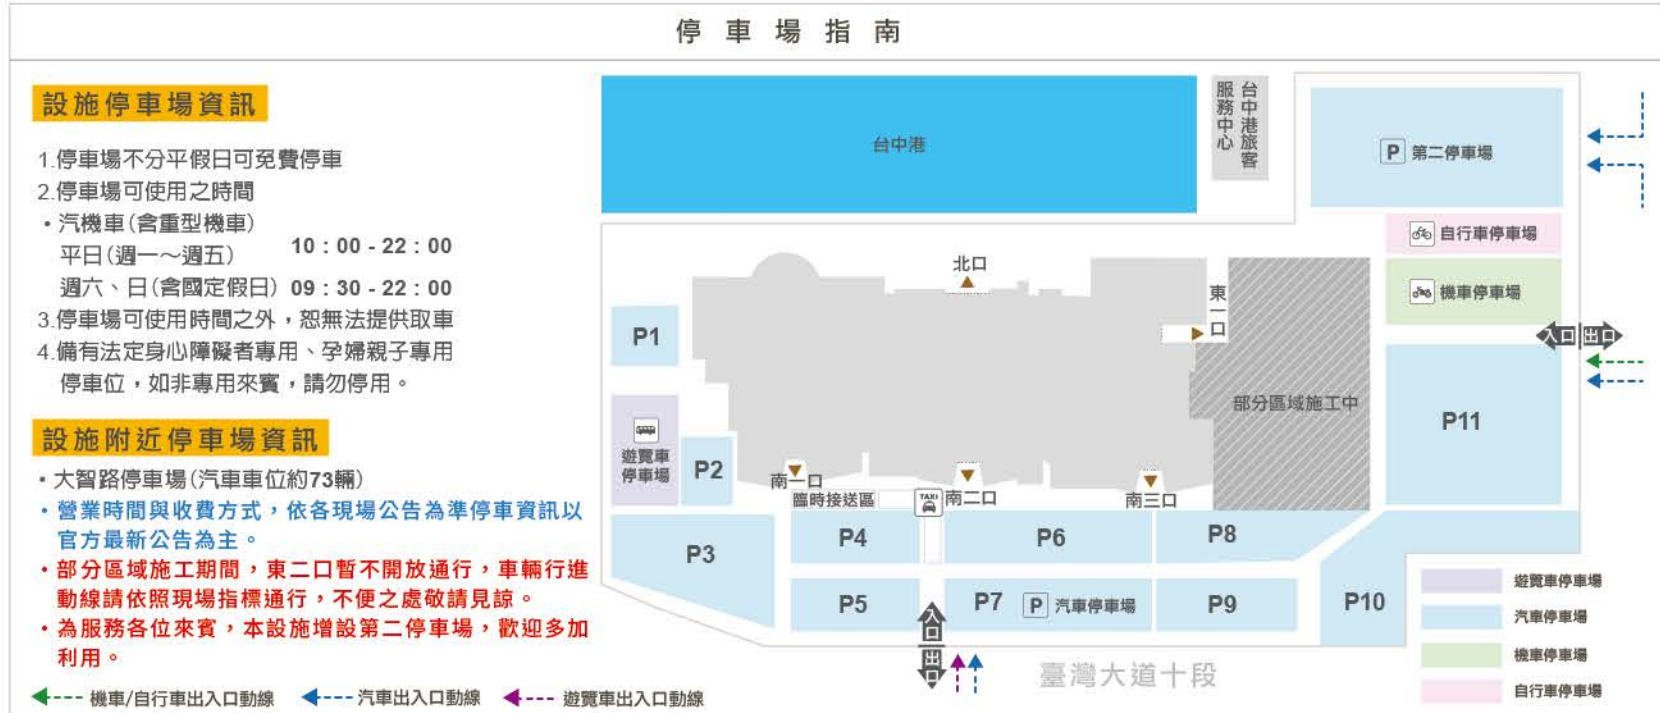 停車場指南
設施停車場資訊
1.停車場不分平假日可免費停車
2.停車場可使用之時間
・汽機車(含重型機車)
平日(週一～週五) 10：00 - 22：00
週六、日(含國定假日) 09：30 - 22：00
3.停車場可使用時間之外，恕無法提供取車
4.備有法定身心障礙者專用、孕婦親子專用
停車位，如非專用來賓，請勿停用。
設施附近停車場資訊
・大智路停車場(汽車車位約73輛)
・營業時間與收費方式，依各現場公告為準停車資訊以
官方最新公告為主。
・部分區域施工期間，東二口暫不開放通行，車輛行進
動線請依照現場指標通行，不便之處敬請見諒。
・為服務各位來賓，本設施增設第二停車場，歡迎多加
利用。
機車/自行車出入口動線
汽車出入口動線
遊覽車出入口動線
台中港
台中港旅客
服務中心
P 第二停車場
自行車停車場
機車停車場
入口 出口
北口
東一口
部分區域施工中
P1
遊覽車
停車場
P2
P3
南一口
臨時接送區
TAXI
南二口
南三口
P4
P5
P6
P7
P 汽車停車場
P8
P9
P10
P11
入口
出口
臺灣大道十段
遊覽車停車場
汽車停車場
機車停車場
自行車停車場